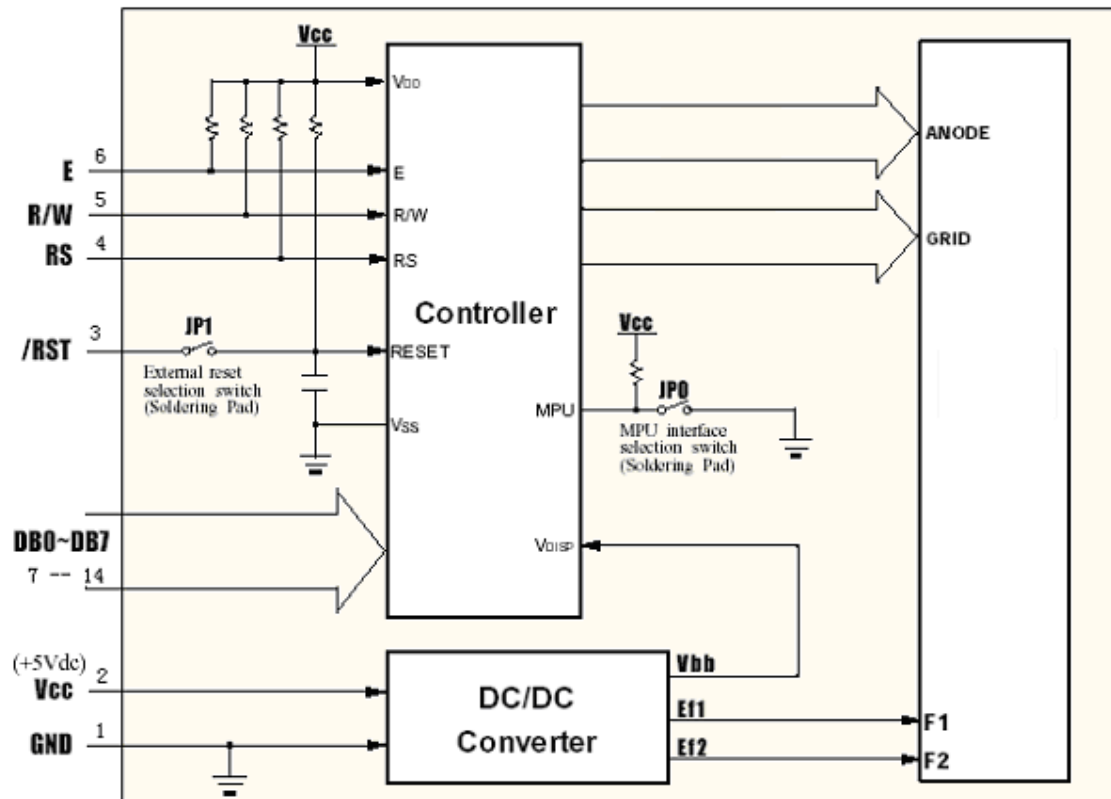 Vcc
VDD
6
E
E
5
R/W
R/W
4
RS
RS
Controller
3
/RST
JP1
RESET
External reset
selection switch
(Soldering Pad)
VSS
ANODE
GRID
Vcc
MPU
JP0
MPU interface
selection switch
(Soldering Pad)
DB0~DB7
7 -- 14
VDISP
(+5Vdc)
Vcc
2
GND
1
DC/DC
Converter
Vbb
Ef1
Ef2
F1
F2